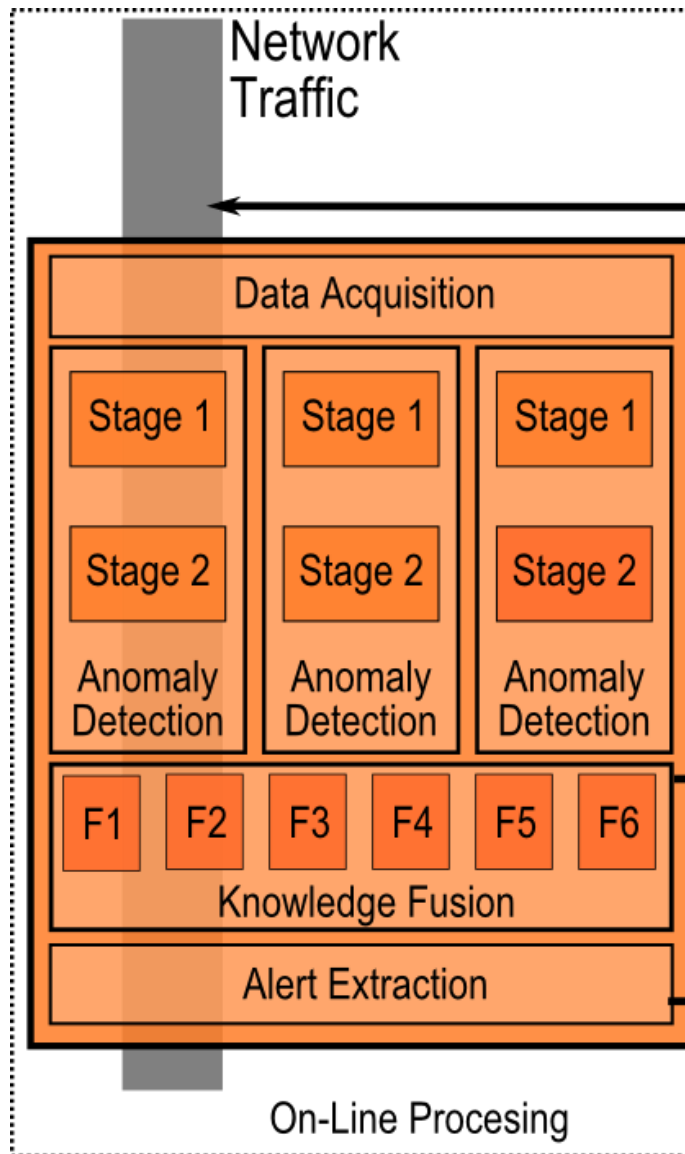 Network
Traffic
Data Acquisition
Stage 1
Stage 1
Stage 1
Stage 2
Stage 2
Stage 2
Anomaly
Detection
Anomaly
Detection
Anomaly
Detection
F1
F2
F3
F4
F5
F6
Knowledge Fusion
Alert Extraction
On-Line Procesing